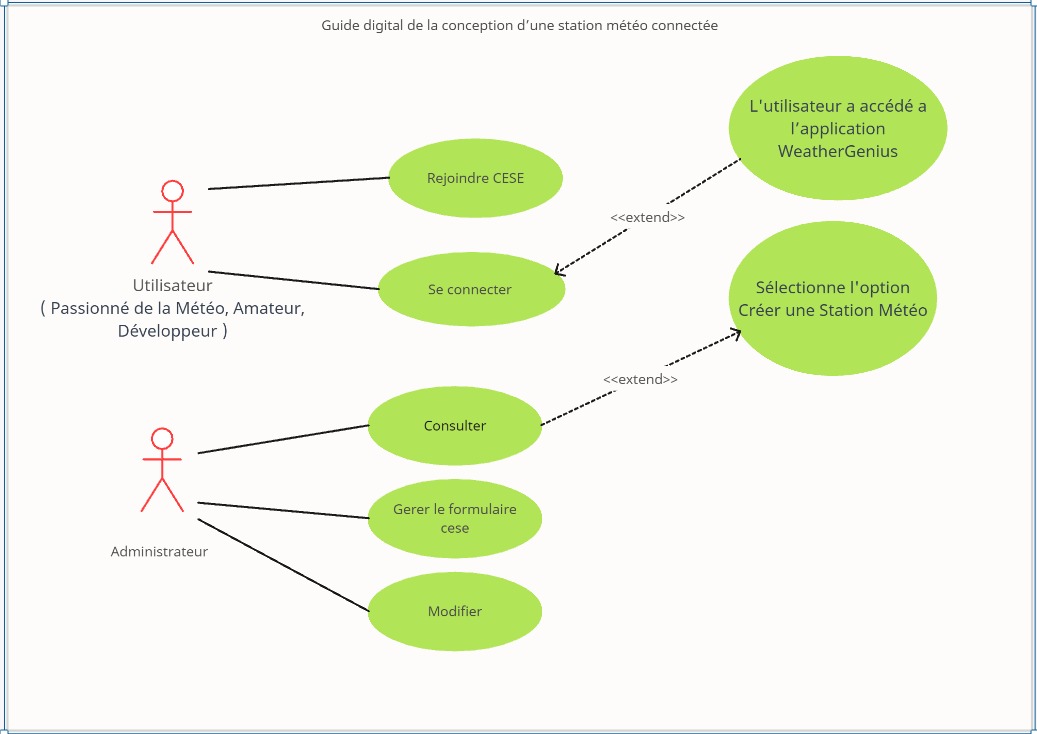 Guide digital de la conception d’une station météo connectée
L'utilisateur a accédé a
l’application
WeatherGenius
Rejoindre CESE
<<extend>>
Se connecter
Utilisateur
( Passionné de la Météo, Amateur,
Développeur )
Sélectionne l'option
Créer une Station Météo
<<extend>>
Consulter
Gerer le formulaire
cese
Administrateur
Modifier